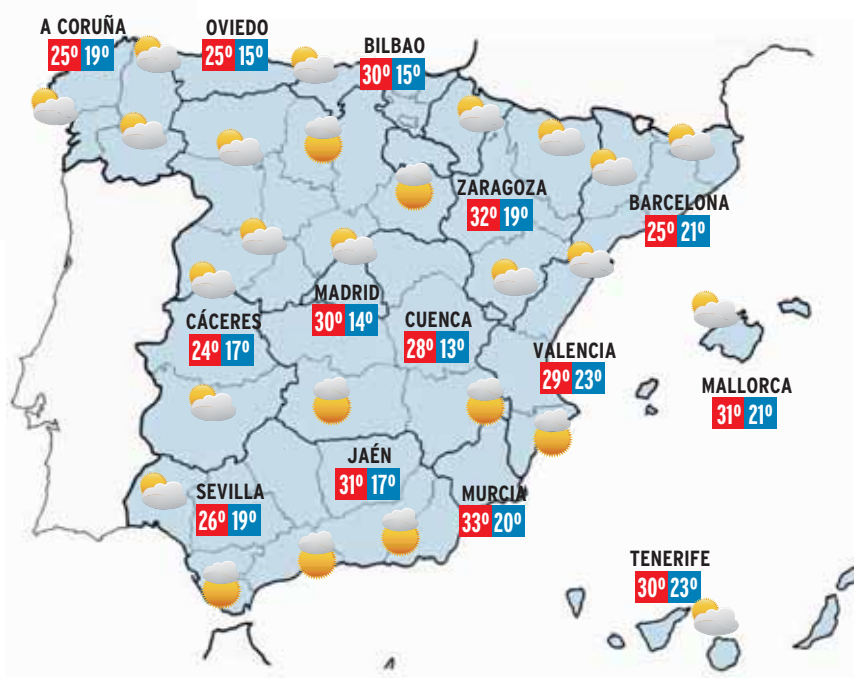 A CORUÑA
25º 19º
OVIEDO
25º 15º
BILBAO
30º 15º
ZARAGOZA
32º 19º
BARCELONA
25º 21º
MADRID
30º 14º
CÁCERES
24º 17º
CUENCA
28º 13º
VALENCIA
29º 23º
MALLORCA
31º 21º
JAÉN
31º 17º
SEVILLA
26º 19º
MURCIA
33º 20º
TENERIFE
30º 23º